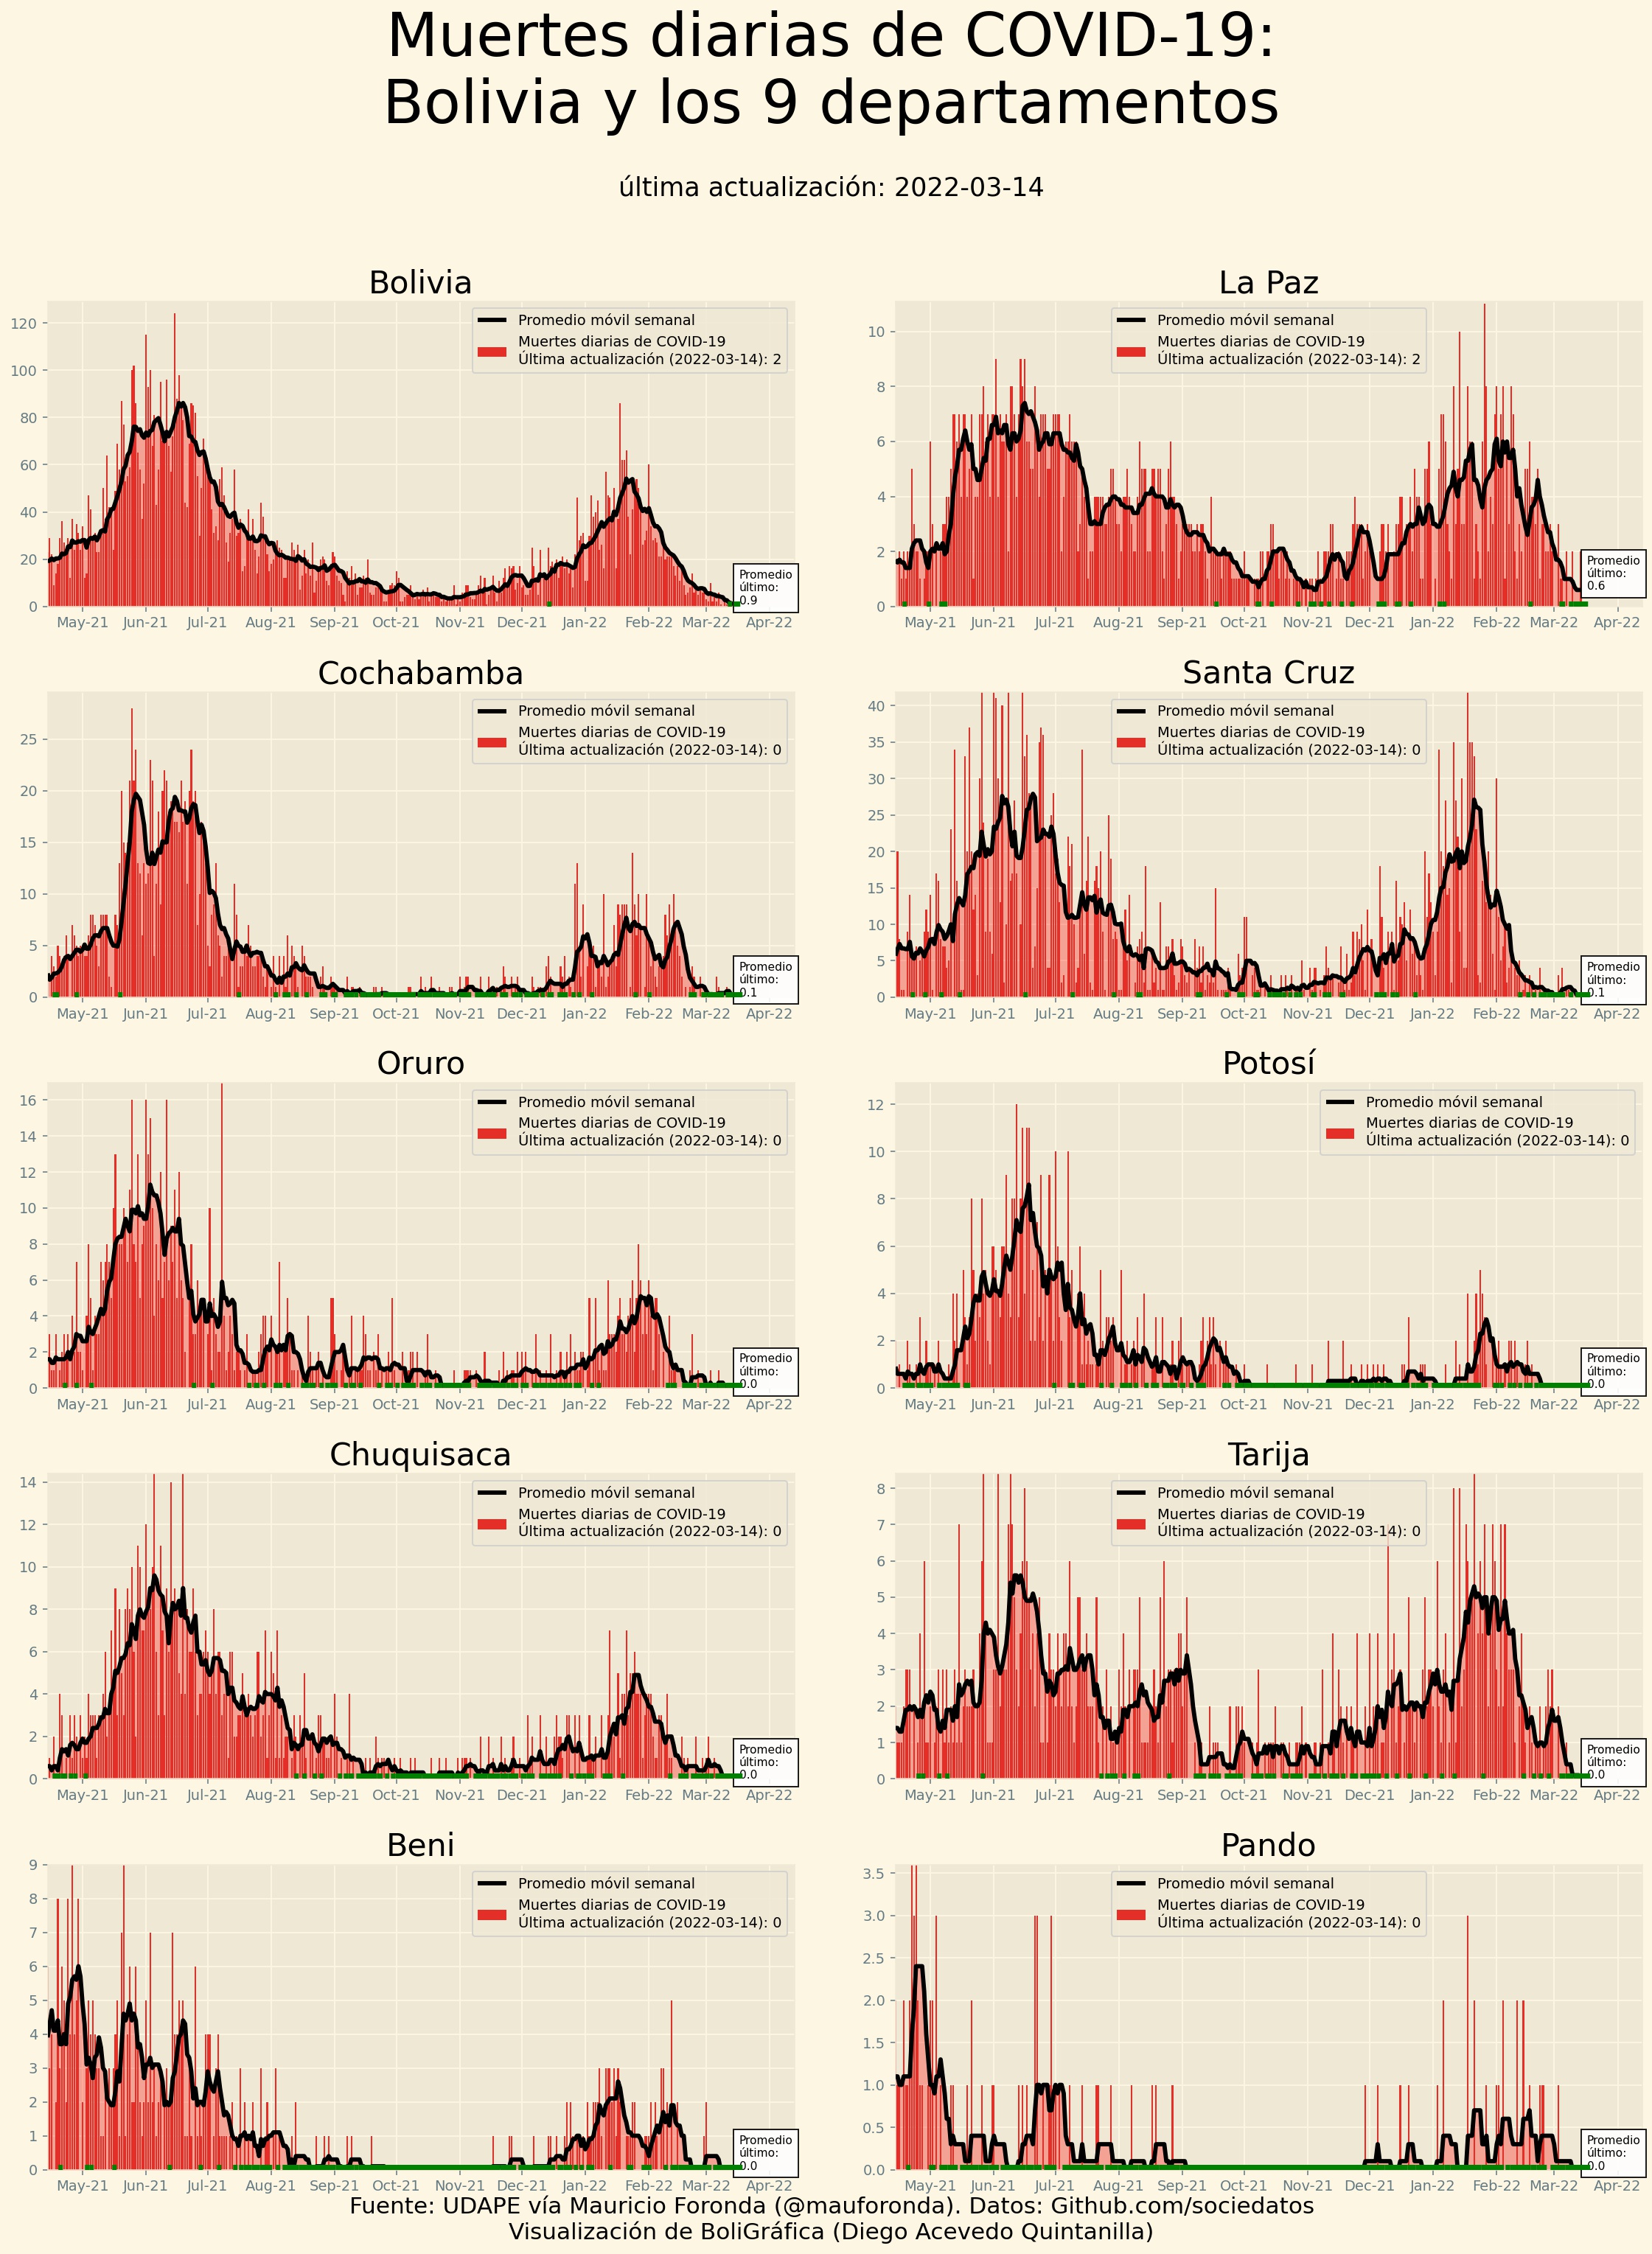 Muertes diarias de COVID-19:
Bolivia y los 9 departamentos
última actualización: 2022-03-14
Bolivia
120
100
80
60
40
20
0
Promedio móvil semanal
Muertes diarias de COVID-19
Última actualización (2022-03-14): 2
Promedio
último:
0.9
May-21 Jun-21 Jul-21 Aug-21 Sep-21 Oct-21 Nov-21 Dec-21 Jan-22 Feb-22 Mar-22 Apr-22
La Paz
10
8
6
4
2
0
Promedio móvil semanal
Muertes diarias de COVID-19
Última actualización (2022-03-14): 2
Promedio
último:
0.6
May-21 Jun-21 Jul-21 Aug-21 Sep-21 Oct-21 Nov-21 Dec-21 Jan-22 Feb-22 Mar-22 Apr-22
Cochabamba
25
20
15
10
5
0
Promedio móvil semanal
Muertes diarias de COVID-19
Última actualización (2022-03-14): 0
Promedio
último:
0.1
May-21 Jun-21 Jul-21 Aug-21 Sep-21 Oct-21 Nov-21 Dec-21 Jan-22 Feb-22 Mar-22 Apr-22
Santa Cruz
40
35
30
25
20
15
10
5
0
Promedio móvil semanal
Muertes diarias de COVID-19
Última actualización (2022-03-14): 0
Promedio
último:
0.1
May-21 Jun-21 Jul-21 Aug-21 Sep-21 Oct-21 Nov-21 Dec-21 Jan-22 Feb-22 Mar-22 Apr-22
Oruro
16
14
12
10
8
6
4
2
0
Promedio móvil semanal
Muertes diarias de COVID-19
Última actualización (2022-03-14): 0
Promedio
último:
0.0
May-21 Jun-21 Jul-21 Aug-21 Sep-21 Oct-21 Nov-21 Dec-21 Jan-22 Feb-22 Mar-22 Apr-22
Potosí
12
10
8
6
4
2
0
Promedio móvil semanal
Muertes diarias de COVID-19
Última actualización (2022-03-14): 0
Promedio
último:
0.0
May-21 Jun-21 Jul-21 Aug-21 Sep-21 Oct-21 Nov-21 Dec-21 Jan-22 Feb-22 Mar-22 Apr-22
Chuquisaca
14
12
10
8
6
4
2
0
Promedio móvil semanal
Muertes diarias de COVID-19
Última actualización (2022-03-14): 0
Promedio
último:
0.0
May-21 Jun-21 Jul-21 Aug-21 Sep-21 Oct-21 Nov-21 Dec-21 Jan-22 Feb-22 Mar-22 Apr-22
Tarija
8
7
6
5
4
3
2
1
0
Promedio móvil semanal
Muertes diarias de COVID-19
Última actualización (2022-03-14): 0
Promedio
último:
0.0
May-21 Jun-21 Jul-21 Aug-21 Sep-21 Oct-21 Nov-21 Dec-21 Jan-22 Feb-22 Mar-22 Apr-22
Beni
9
8
7
6
5
4
3
2
1
0
Promedio móvil semanal
Muertes diarias de COVID-19
Última actualización (2022-03-14): 0
Promedio
último:
0.0
May-21 Jun-21 Jul-21 Aug-21 Sep-21 Oct-21 Nov-21 Dec-21 Jan-22 Feb-22 Mar-22 Apr-22
Pando
3.5
3.0
2.5
2.0
1.5
1.0
0.5
0.0
Promedio móvil semanal
Muertes diarias de COVID-19
Última actualización (2022-03-14): 0
Promedio
último:
0.0
May-21 Jun-21 Jul-21 Aug-21 Sep-21 Oct-21 Nov-21 Dec-21 Jan-22 Feb-22 Mar-22 Apr-22
Fuente: UDAPE vía Mauricio Foronda (@mauforonda). Datos: Github.com/sociedatos
Visualización de BoliGráfica (Diego Acevedo Quintanilla)